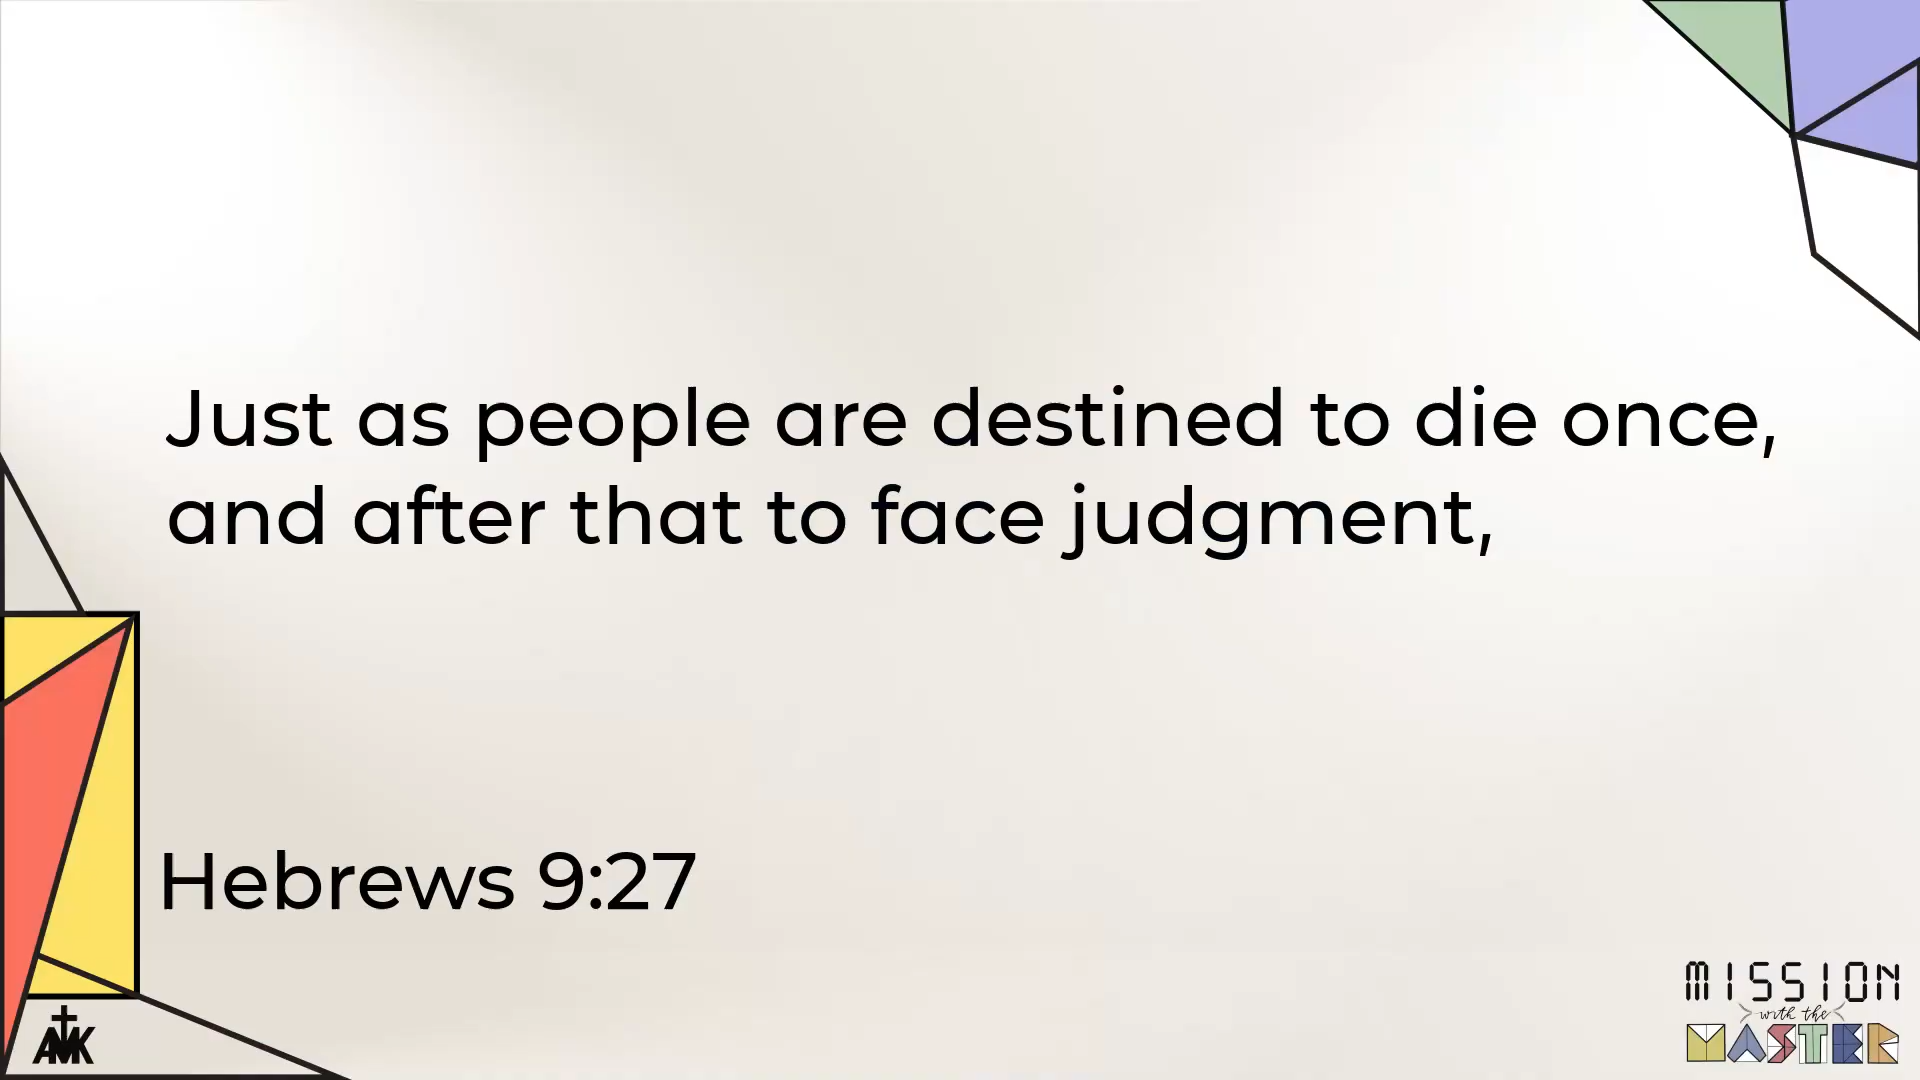 Just as people are destined to die once,
and after that to face judgment,
Hebrews 9:27
MISSION
with the
MASTER
AMK